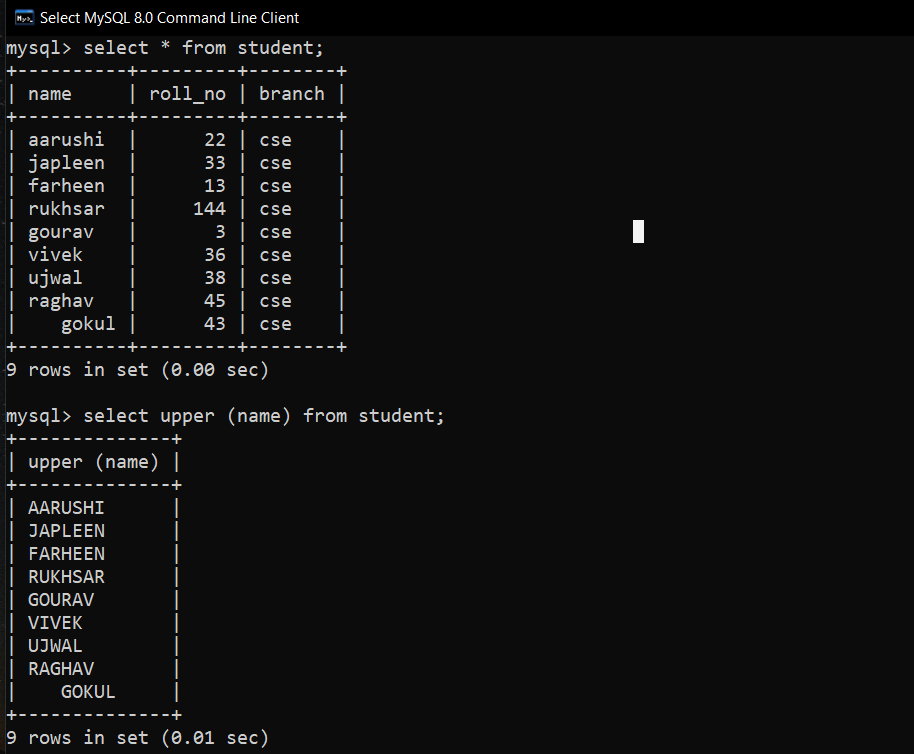 Select MySQL 8.0 Command Line Client
mysql> select * from student;
+----------+---------+--------+
| name     | roll_no | branch |
+----------+---------+--------+
| aarushi  |      22 | cse    |
| japleen  |      33 | cse    |
| farheen  |      13 | cse    |
| rukhsar  |     144 | cse    |
| gourav   |       3 | cse    |
| vivek    |      36 | cse    |
| ujwal    |      38 | cse    |
| raghav   |      45 | cse    |
|    gokul |      43 | cse    |
+----------+---------+--------+
9 rows in set (0.00 sec)

mysql> select upper (name) from student;
+--------------+
| upper (name) |
+--------------+
| AARUSHI      |
| JAPLEEN      |
| FARHEEN      |
| RUKHSAR      |
| GOURAV       |
| VIVEK        |
| UJWAL        |
| RAGHAV       |
|    GOKUL     |
+--------------+
9 rows in set (0.01 sec)